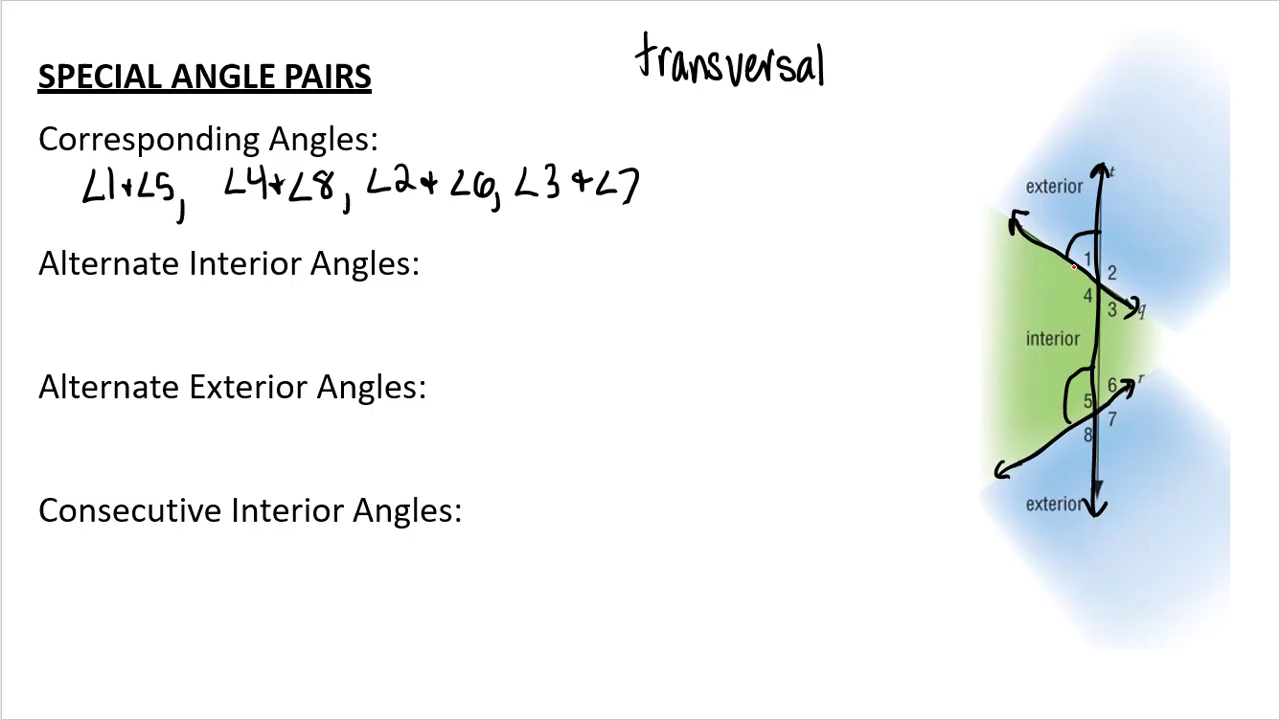 transversal
SPECIAL ANGLE PAIRS
Corresponding Angles:
∠1+∠5, ∠4+∠8, ∠2+∠6, ∠3+∠7
Alternate Interior Angles:
Alternate Exterior Angles:
Consecutive Interior Angles:
t
exterior
1
2
4
3
q
interior
r
6
5
7
8
exterior